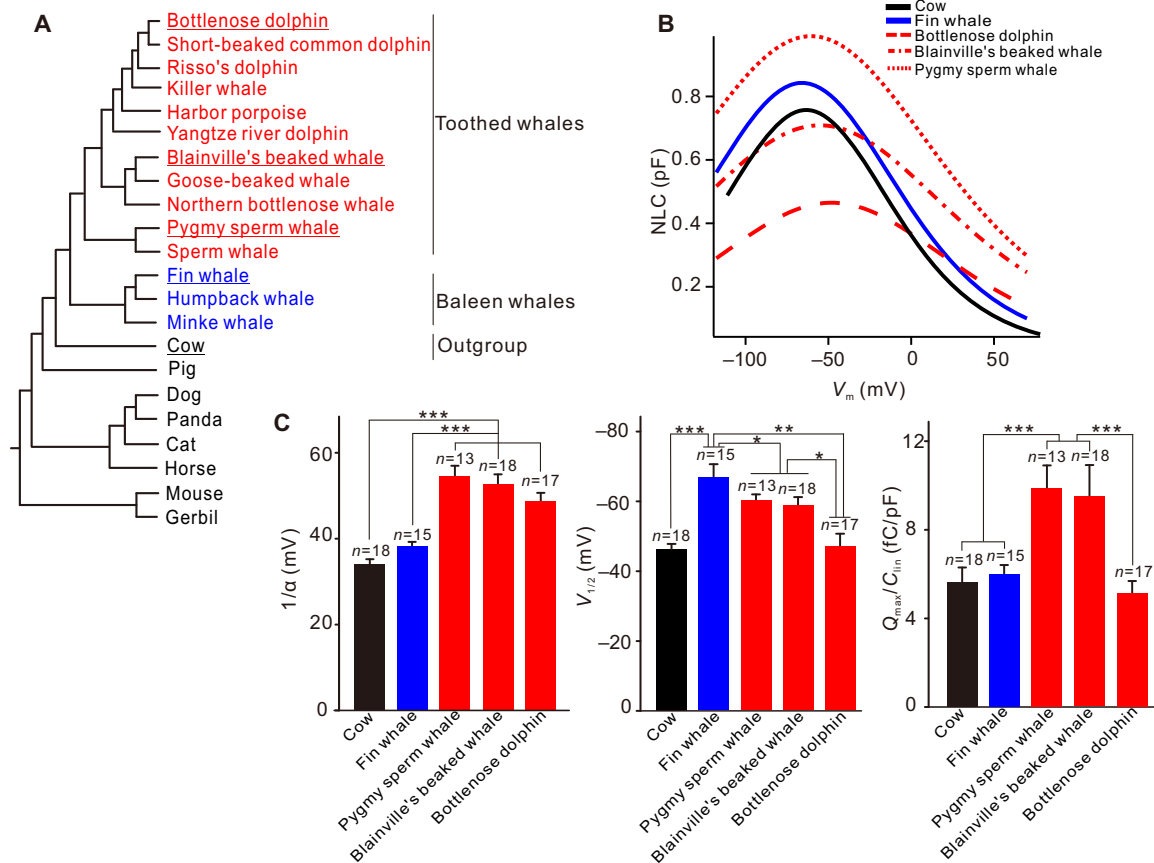 A
Bottlenose dolphin
Short-beaked common dolphin
Risso's dolphin
Killer whale
Harbor porpoise
Yangtze river dolphin
Blainville's beaked whale
Goose-beaked whale
Northern bottlenose whale
Pygmy sperm whale
Sperm whale
Fin whale
Humpback whale
Minke whale
Cow
Pig
Dog
Panda
Cat
Horse
Mouse
Gerbil
Toothed whales
Baleen whales
Outgroup
B
Cow
Fin whale
Bottlenose dolphin
Blainville's beaked whale
Pygmy sperm whale
NLC (pF)
0.8
0.6
0.4
0.2
–100
–50
0
50
Vm (mV)
C
1/α (mV)
60
40
20
0
***
***
n=18
n=15
n=13
n=18
n=17
Cow
Fin whale
Pygmy sperm whale
Blainville's beaked whale
Bottlenose dolphin
V1/2 (mV)
–80
–60
–40
–20
0
***
**
*
*
n=18
n=15
n=13
n=18
n=17
Cow
Fin whale
Pygmy sperm whale
Blainville's beaked whale
Bottlenose dolphin
Qmax/Clin (fC/pF)
12
8
4
0
***
***
n=18
n=15
n=13
n=18
n=17
Cow
Fin whale
Pygmy sperm whale
Blainville's beaked whale
Bottlenose dolphin